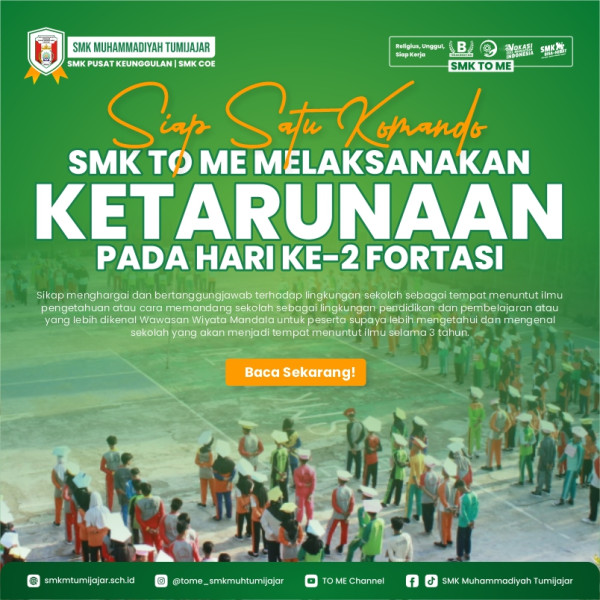 SMK MUHAMMADIYAH TUMIJAJAR
SMK PUSAT KEUNGGULAN | SMK COE
Religius, Unggul,
Siap Kerja
SMK TO ME
Siap Satu Komando
SMK TO ME MELAKSANAKAN
KETARUNAAN
PADA HARI KE-2 FORTASI
Sikap menghargai dan bertanggungjawab terhadap lingkungan sekolah sebagai tempat menuntut ilmu
pengetahuan atau cara memandang sekolah sebagai lingkungan pendidikan dan pembelajaran atau
yang lebih dikenal Wawasan Wiyata Mandala untuk peserta supaya lebih mengetahui dan mengenal
sekolah yang akan menjadi tempat menuntut ilmu selama 3 tahun.
Baca Sekarang!
smkmtumijajar.sch.id
@tome_smkmuhtumijajar
TO ME Channel
SMK Muhammadiyah Tumijajar